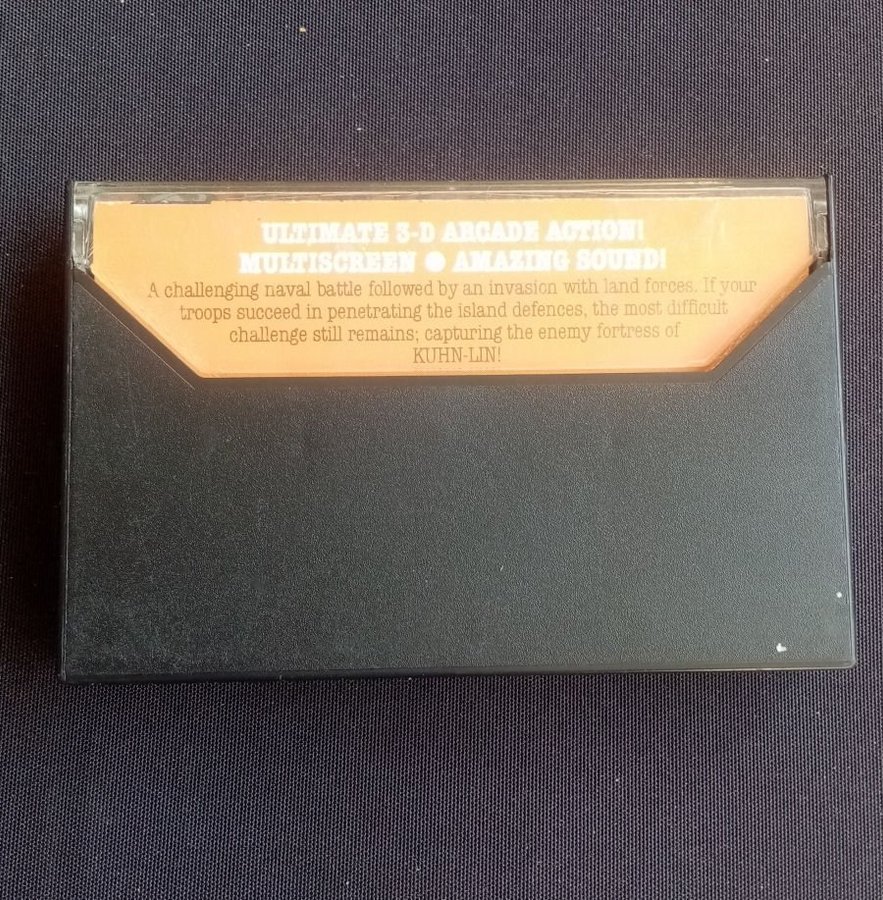 ULTIMATE 3-D ARCADE ACTION!
MULTISCREEN ● AMAZING SOUND!
A challenging naval battle followed by an invasion with land forces. If your
troops succeed in penetrating the island defences, the most difficult
challenge still remains; capturing the enemy fortress of
KUHN-LIN!